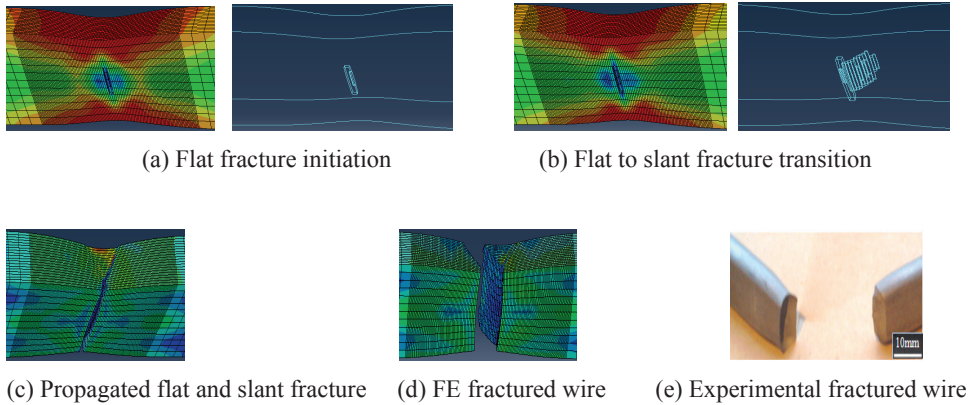 (a) Flat fracture initiation
(b) Flat to slant fracture transition
10mm
(c) Propagated flat and slant fracture
(d) FE fractured wire
(e) Experimental fractured wire